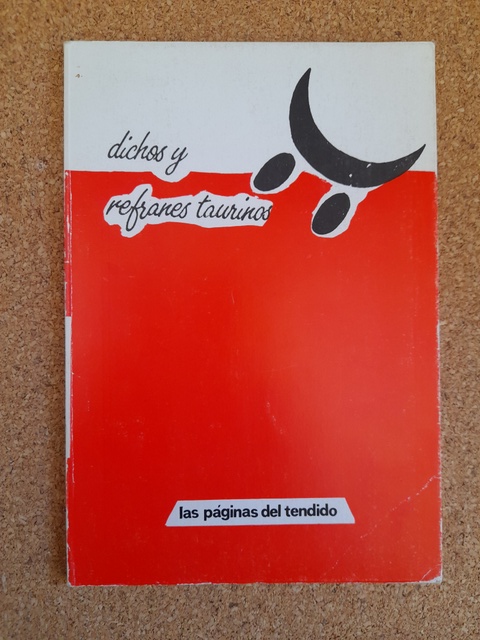 dichos y
refranes taurinos
las páginas del tendido